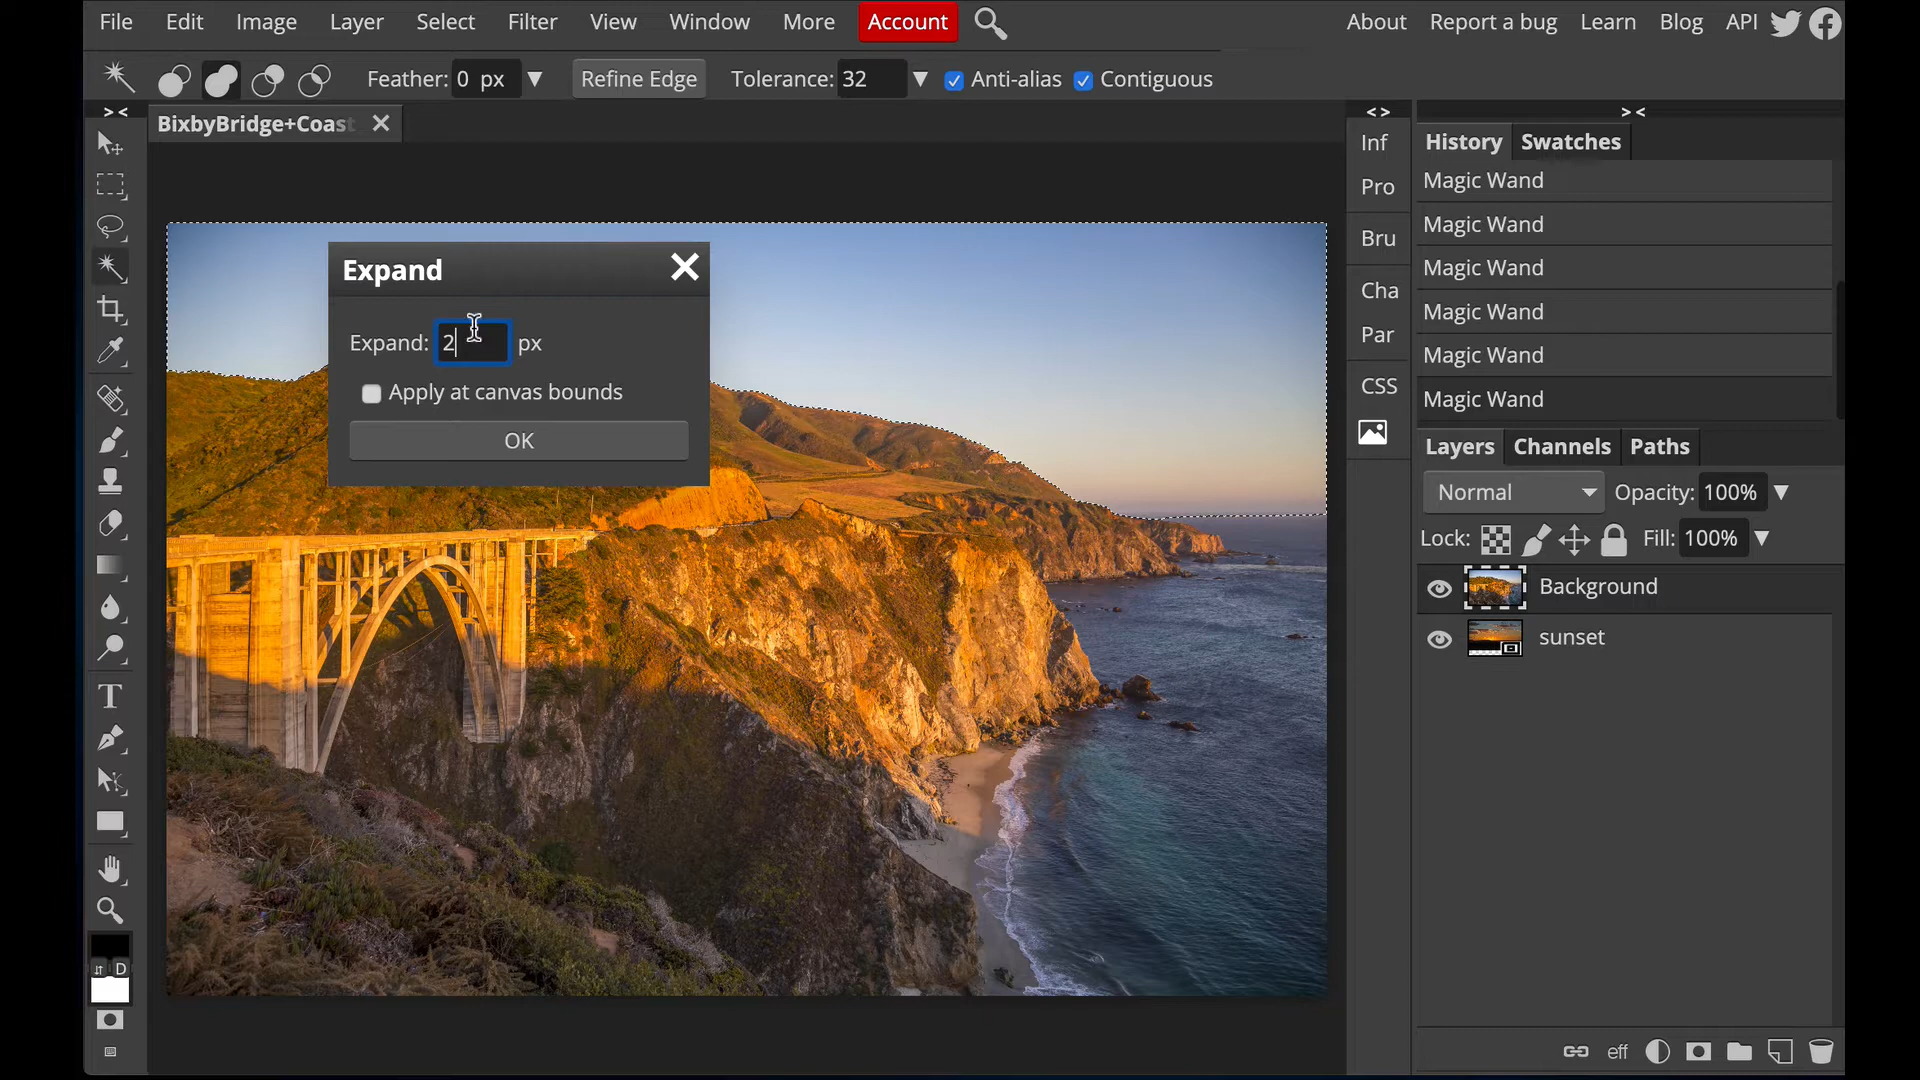 File Edit Image Layer Select Filter View Window More Account About Report a bug Learn Blog API
Feather: 0 px Refine Edge Tolerance: 32 Anti-alias Contiguous
BixbyBridge+Coast
Expand
Expand: 2 px
Apply at canvas bounds
OK
Inf
Pro
Bru
Cha
Par
CSS
History Swatches
Magic Wand
Magic Wand
Magic Wand
Magic Wand
Magic Wand
Magic Wand
Layers Channels Paths
Normal Opacity: 100%
Lock: Fill: 100%
Background
sunset
T
D
eff